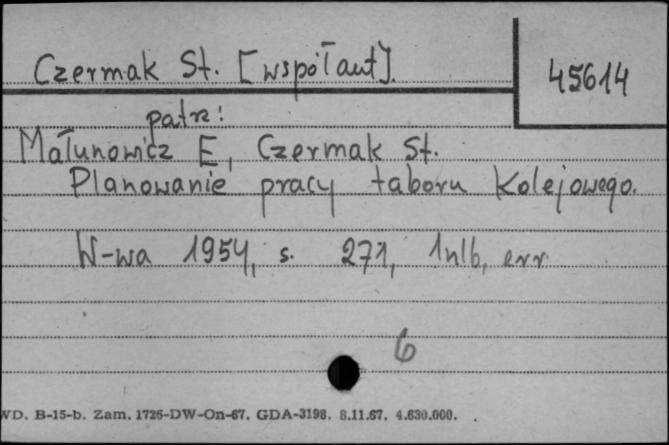 Czermak St. [współaut].
45614
patrz:
Małunowicz E, Czermak St.
Planowanie pracy taboru Kolejowego.
W-wa 1954, s. 271, 1nlb, err
6
WD. B-15-b. Zam. 1726-DW-On-67. GDA-3198. 8.11.67. 4.630.000.